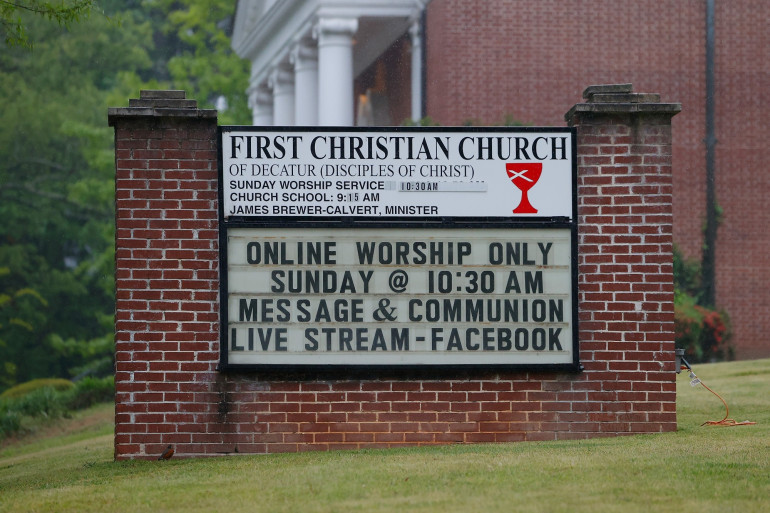 FIRST CHRISTIAN CHURCH
OF DECATUR (DISCIPLES OF CHRIST)
SUNDAY WORSHIP SERVICE 10:30 AM
CHURCH SCHOOL: 9:15 AM
JAMES BREWER-CALVERT, MINISTER
ONLINE WORSHIP ONLY
SUNDAY @ 10:30 AM
MESSAGE & COMMUNION
LIVE STREAM-FACEBOOK